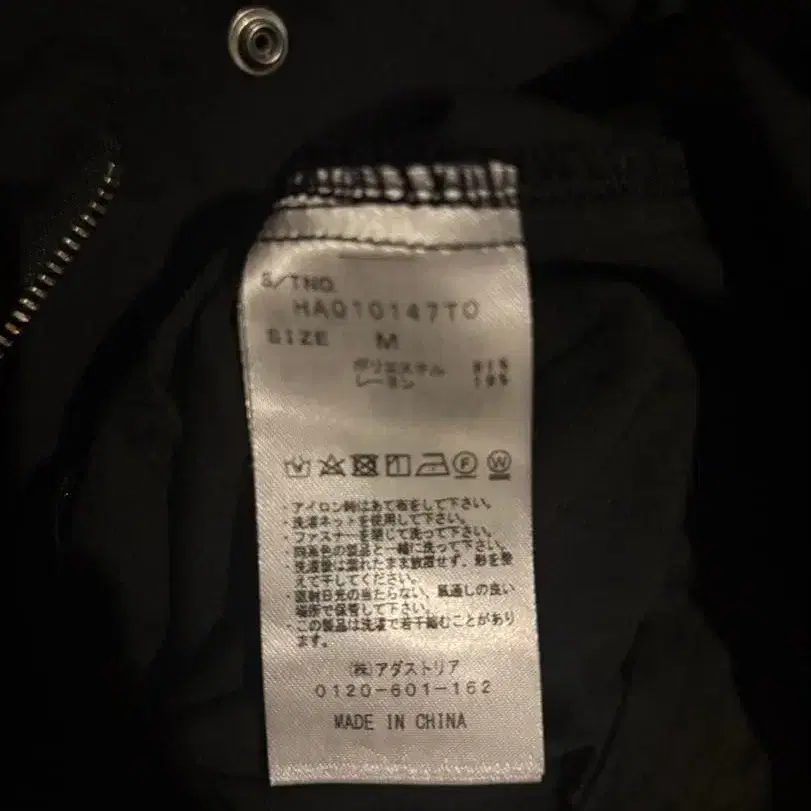 S/TNO.
HAQ10147TO
SIZE M
ポリエステル 81%
レーヨン 19%
・アイロン時はあて布をして下さい。
・洗濯ネットを使用して下さい。
・ファスナーを閉じて洗って下さい。
・同系色の製品と一緒に洗って下さい。
・洗濯後は濡れたまま放置せず、形を整
えて干してください。
・直射日光の当たらない、風通しの良い
場所で保管して下さい。
・この製品は洗濯で若干縮むことがあり
ます。
(株)アダストリア
0120-601-162
MADE IN CHINA